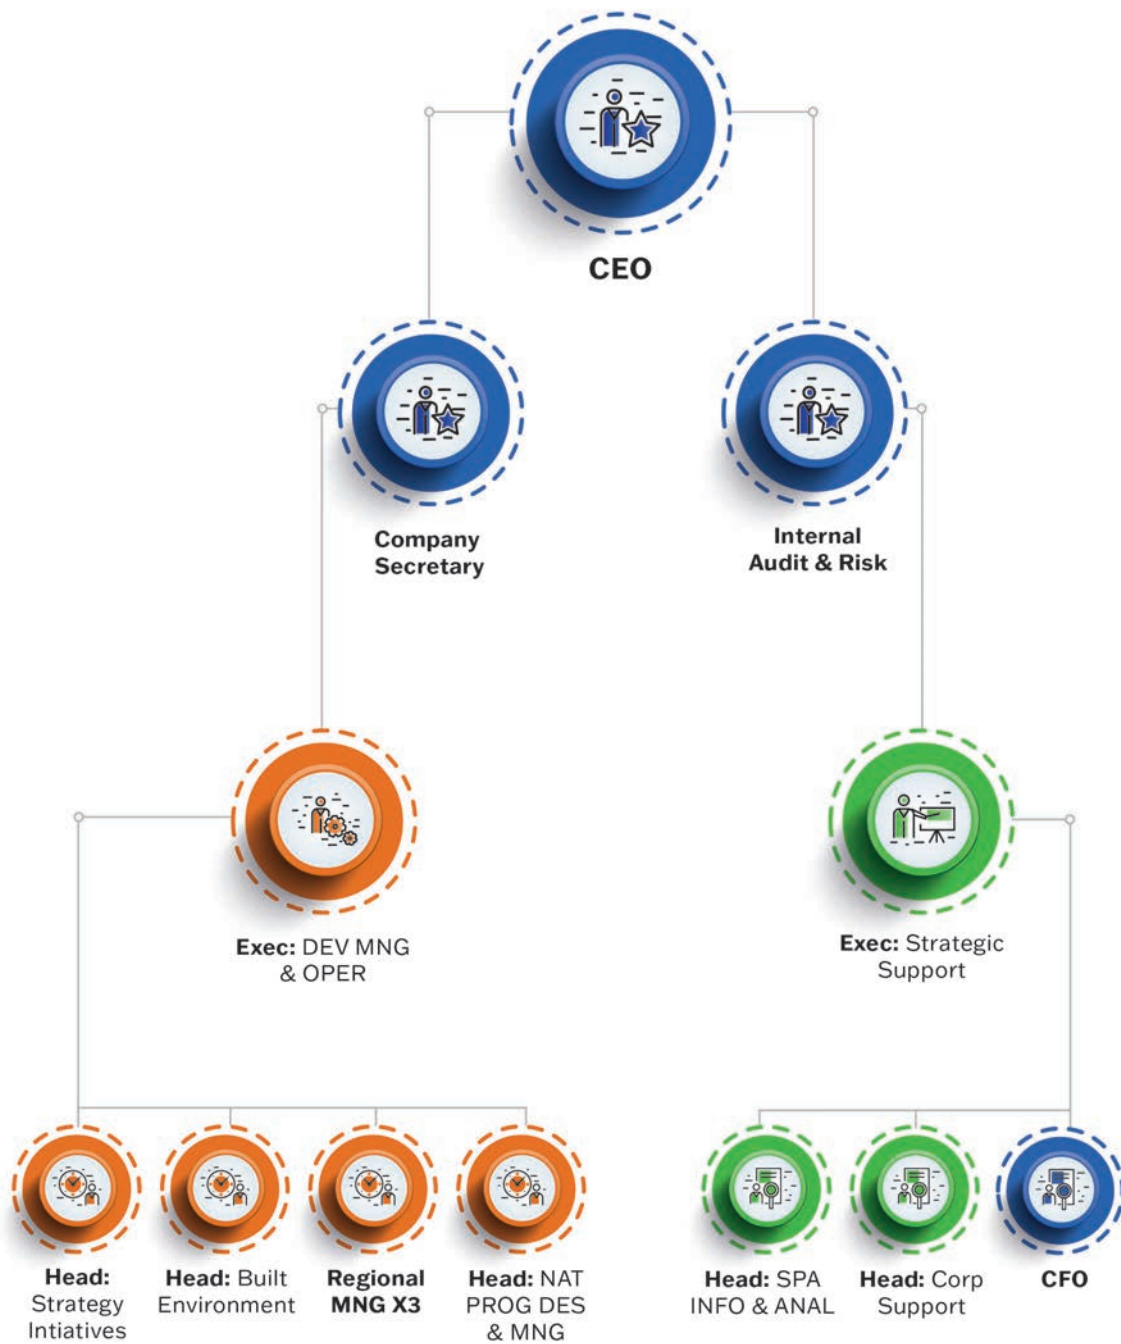 CEO
Company
Secretary
Internal
Audit & Risk
Exec: DEV MNG
& OPER
Exec: Strategic
Support
Head:
Strategy
Intiatives
Head: Built
Environment
Regional
MNG X3
Head: NAT
PROG DES
& MNG
Head: SPA
INFO & ANAL
Head: Corp
Support
CFO